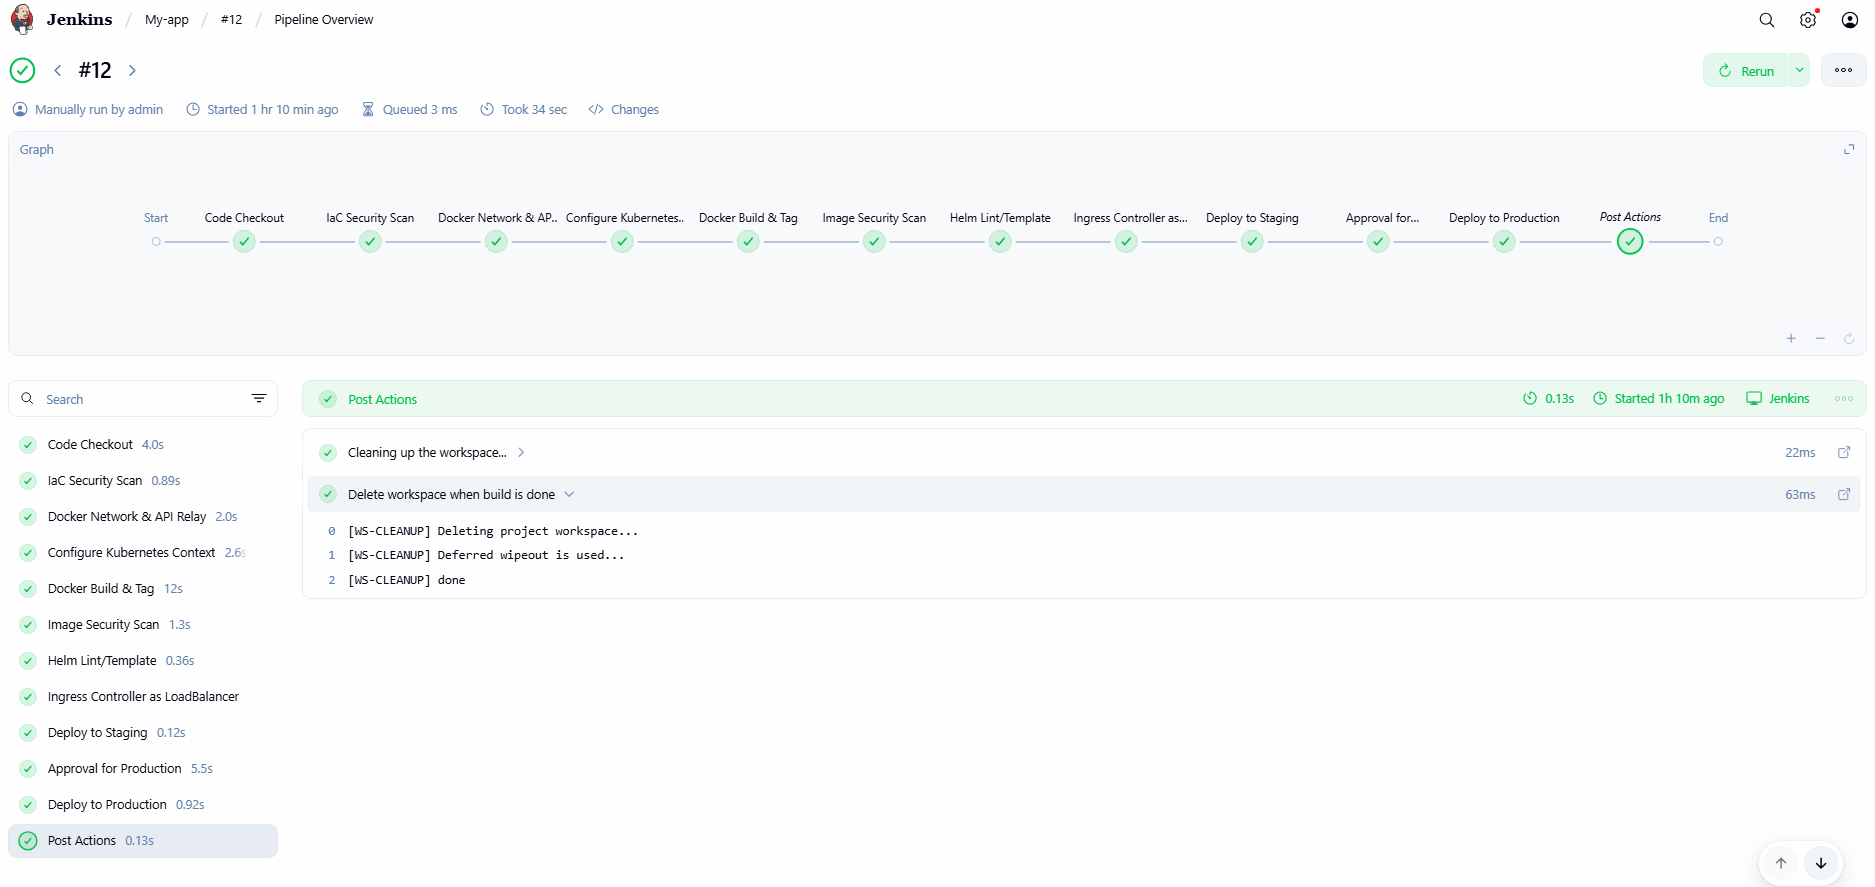 Jenkins / My-app / #12 / Pipeline Overview
#12
Rerun
Manually run by admin Started 1 hr 10 min ago Queued 3 ms Took 34 sec Changes
Graph
Start Code Checkout IaC Security Scan Docker Network & AP.. Configure Kubernetes.. Docker Build & Tag Image Security Scan Helm Lint/Template Ingress Controller as... Deploy to Staging Approval for... Deploy to Production Post Actions End
Search
Code Checkout 4.0s
IaC Security Scan 0.89s
Docker Network & API Relay 2.0s
Configure Kubernetes Context 2.6s
Docker Build & Tag 12s
Image Security Scan 1.3s
Helm Lint/Template 0.36s
Ingress Controller as LoadBalancer
Deploy to Staging 0.12s
Approval for Production 5.5s
Deploy to Production 0.92s
Post Actions 0.13s
Post Actions 0.13s Started 1h 10m ago Jenkins
Cleaning up the workspace... 22ms
Delete workspace when build is done 63ms
0 [WS-CLEANUP] Deleting project workspace...
1 [WS-CLEANUP] Deferred wipeout is used...
2 [WS-CLEANUP] done